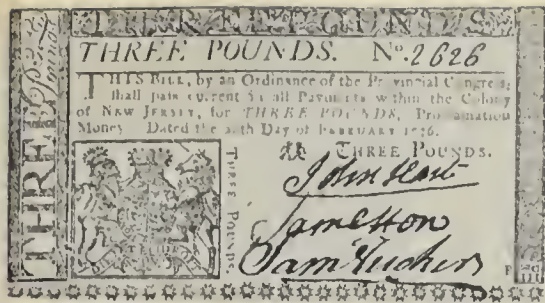 THREE POUNDS.
THREE POUNDS. No. 2626
THIS BILL, by an Ordinance of the Provincial Congress,
shall pass current in all Payments within the Colony
of NEW JERSEY, for THREE POUNDS, Proclamation
Money. Dated the 20th Day of FEBRUARY 1776.
THREE POUNDS.
THREE
Three Pounds.
John Hart
Sam Tucker